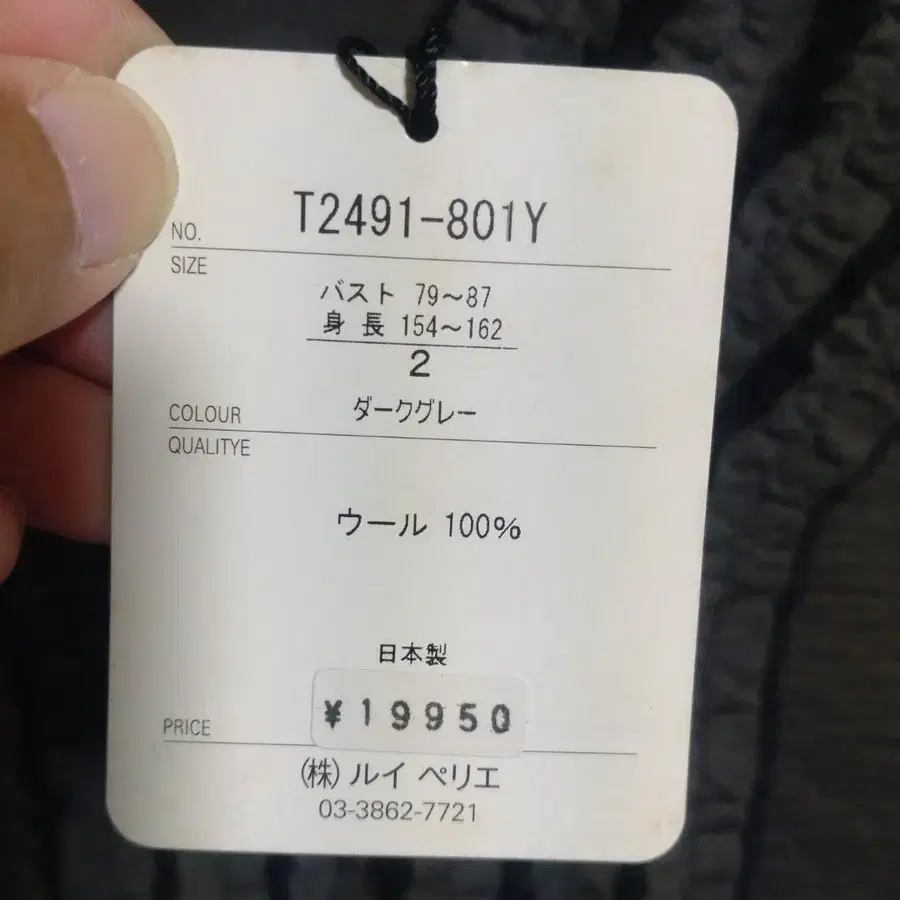 NO. T2491-801Y
SIZE
バスト 79～87
身長 154～162
2
COLOUR ダークグレー
QUALITYE
ウール 100%
日本製
PRICE ¥19950
(株) ルイ ペリエ
03-3862-7721